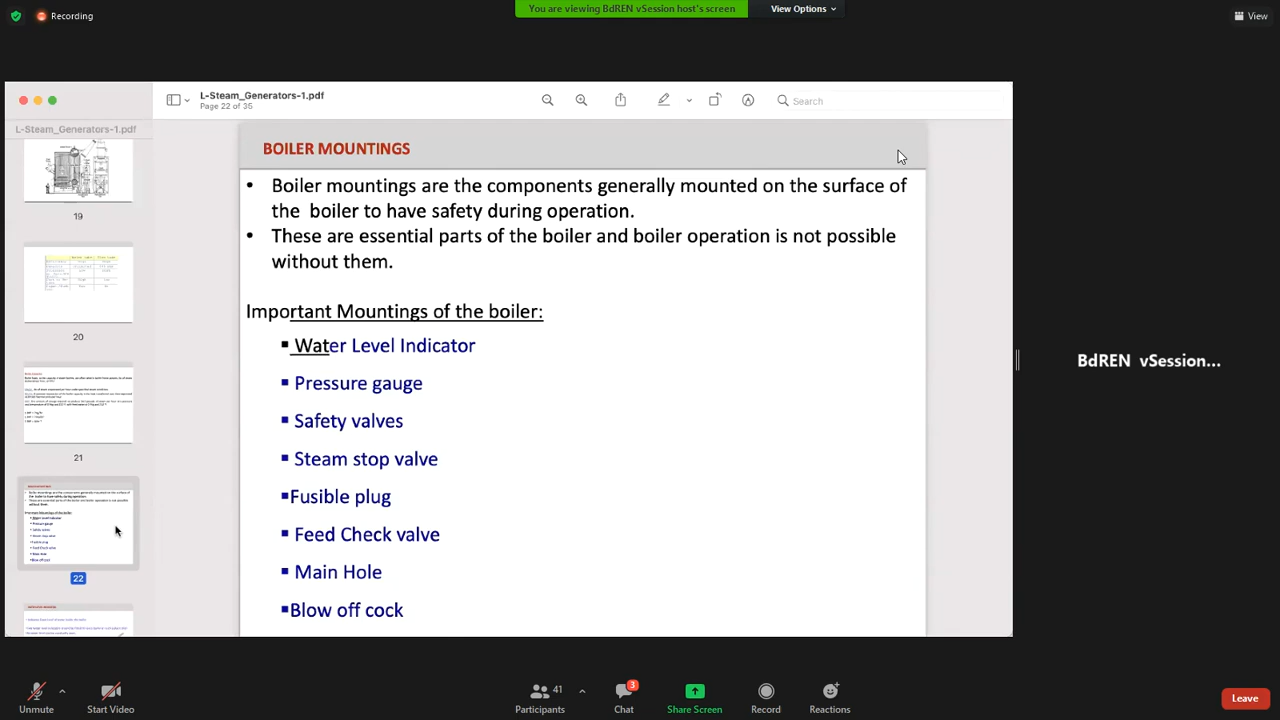 You are viewing BdREN vSession host's screen
View Options
Recording
View
L-Steam_Generators-1.pdf
Page 22 of 35
Search
L-Steam_Generators-1.pdf
19
20
21
22
BOILER MOUNTINGS
• Boiler mountings are the components generally mounted on the surface of
the boiler to have safety during operation.
• These are essential parts of the boiler and boiler operation is not possible
without them.
Important Mountings of the boiler:
▪ Water Level Indicator
▪ Pressure gauge
▪ Safety valves
▪ Steam stop valve
▪Fusible plug
▪ Feed Check valve
▪ Main Hole
▪Blow off cock
BdREN vSession...
Unmute
Start Video
41
Participants
3
Chat
Share Screen
Record
Reactions
Leave